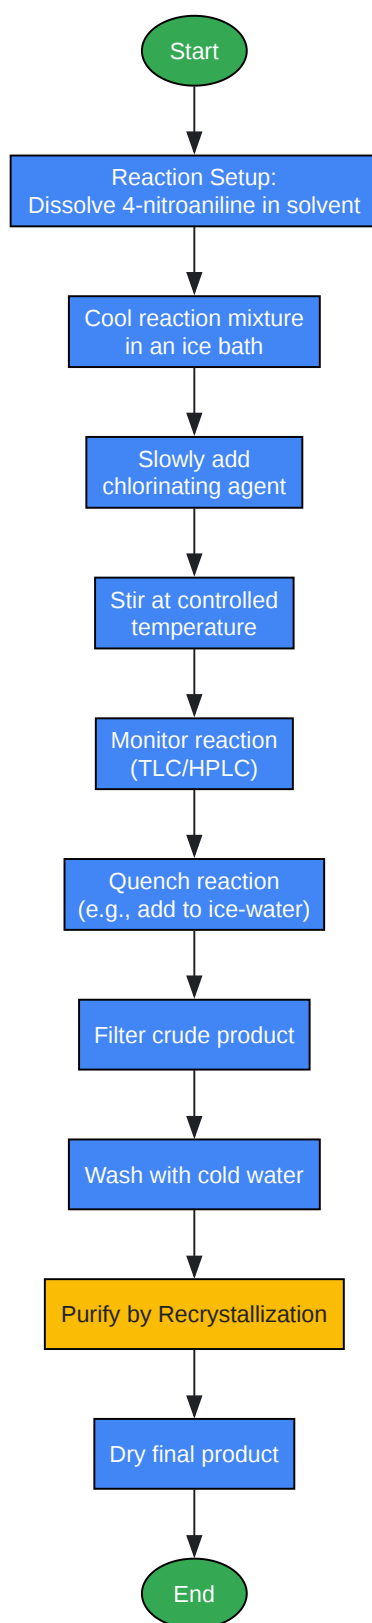 Start
Reaction Setup:
Dissolve 4-nitroaniline in solvent
Cool reaction mixture
in an ice bath
Slowly add
chlorinating agent
Stir at controlled
temperature
Monitor reaction
(TLC/HPLC)
Quench reaction
(e.g., add to ice-water)
Filter crude product
Wash with cold water
Purify by Recrystallization
Dry final product
End